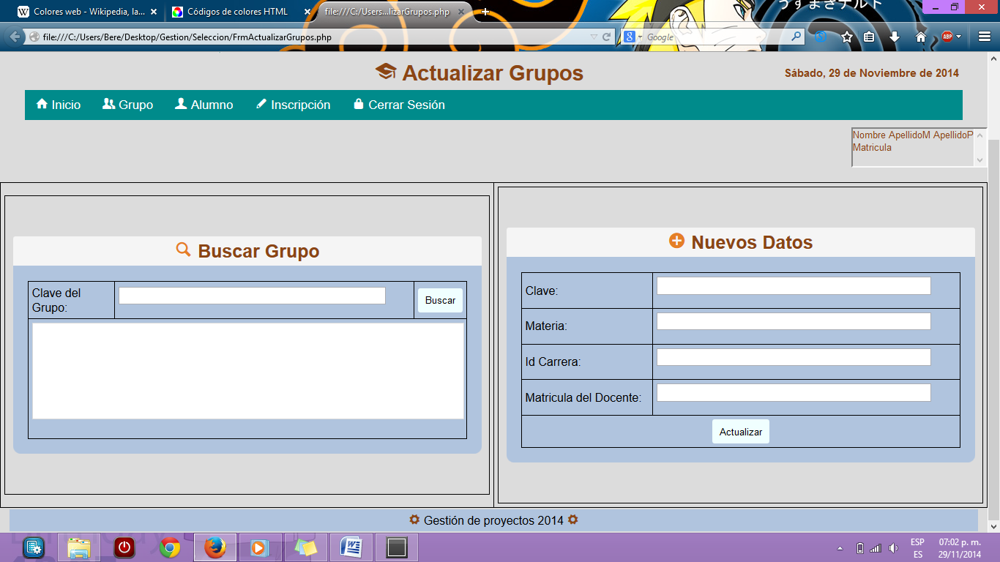 Colores web - Wikipedia, la...
Códigos de colores HTML
file:///C:/Users...lizarGrupos.php
うずまきナルト
file:///C:/Users/Bere/Desktop/Gestion/Seleccion/FrmActualizarGrupos.php
Google
ABP
Actualizar Grupos
Sábado, 29 de Noviembre de 2014
Inicio
Grupo
Alumno
Inscripción
Cerrar Sesión
Nombre ApellidoM ApellidoP
Matricula
Buscar Grupo
Nuevos Datos
Clave del
Grupo:
Buscar
Clave:
Materia:
Id Carrera:
Matricula del Docente:
Actualizar
Gestión de proyectos 2014
ESP
ES
07:02 p. m.
29/11/2014